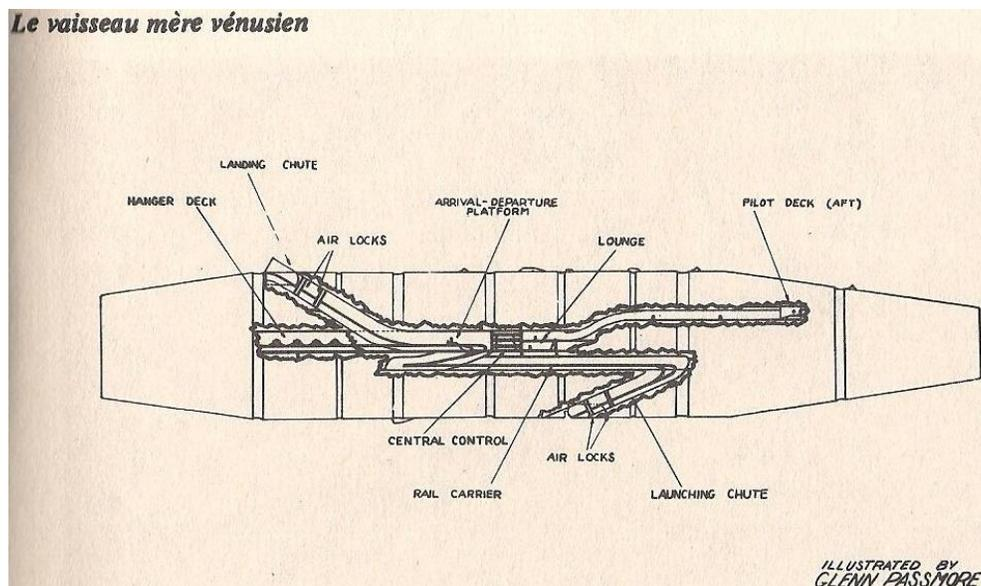 Le vaisseau mère vénusien
LANDING CHUTE
HANGER DECK
AIR LOCKS
ARRIVAL-DEPARTURE
PLATFORM
LOUNGE
PILOT DECK (AFT)
CENTRAL CONTROL
RAIL CARRIER
AIR LOCKS
LAUNCHING CHUTE
ILLUSTRATED BY
GLENN PASSMORE